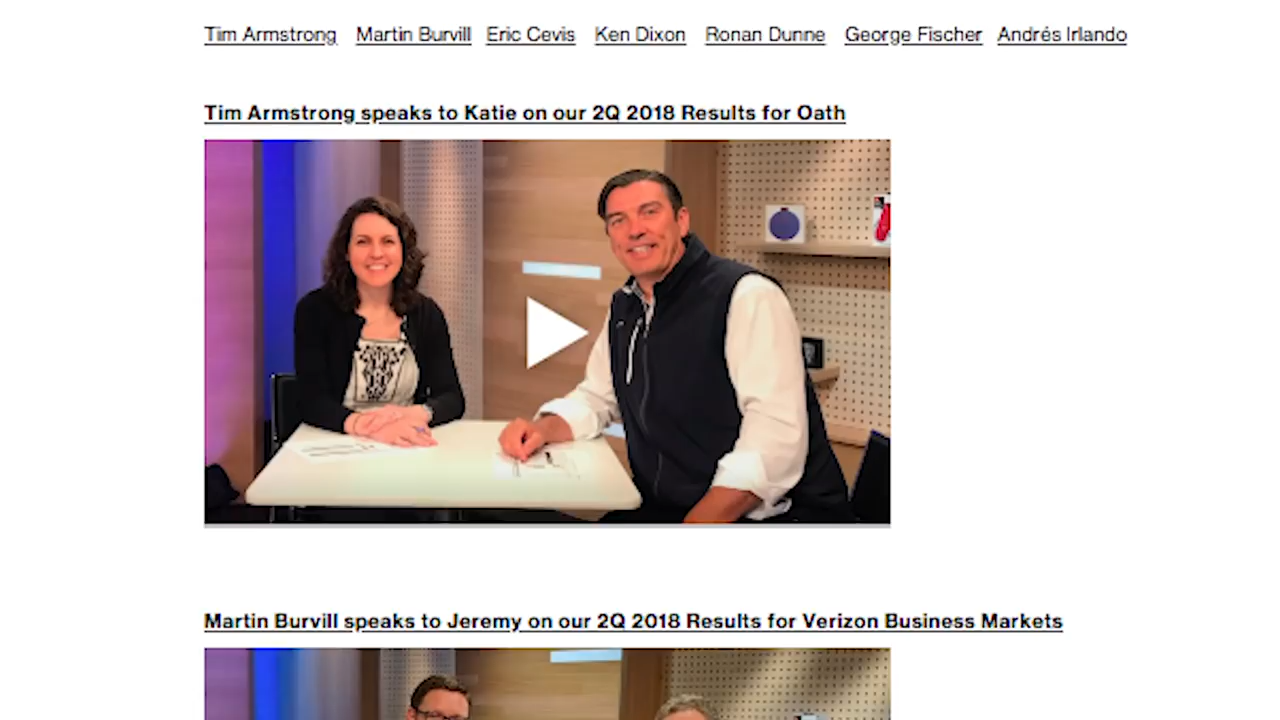 Tim Armstrong Martin Burvill Eric Cevis Ken Dixon Ronan Dunne George Fischer Andrés Irlando
Tim Armstrong speaks to Katie on our 2Q 2018 Results for Oath
Martin Burvill speaks to Jeremy on our 2Q 2018 Results for Verizon Business Markets